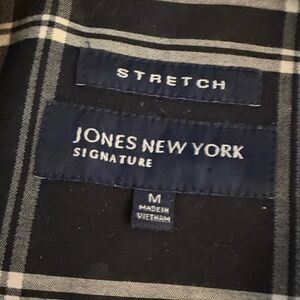 STRETCH
JONES NEW YORK
SIGNATURE
M
MADE IN
VIETNAM